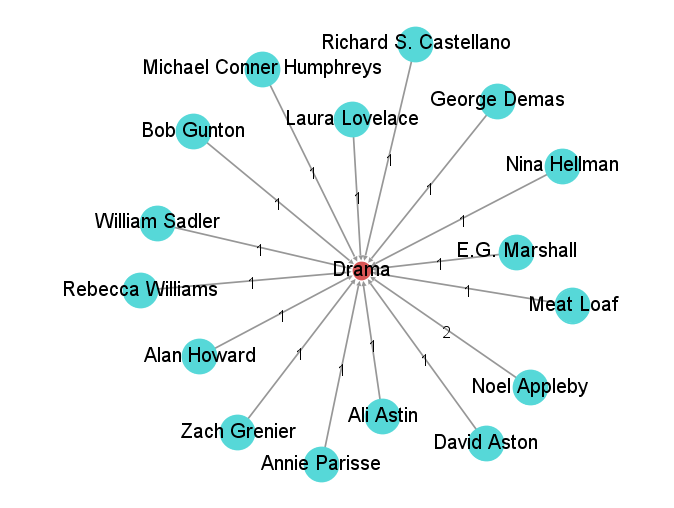 Richard S. Castellano
Michael Conner Humphreys
George Demas
Laura Lovelace
Bob Gunton
1
Nina Hellman
1
1
1
1
1
William Sadler
1
1
E.G. Marshall
1
Drama
Rebecca Williams
1
1
Meat Loaf
1
2
Alan Howard
1
1
1
1
Noel Appleby
Ali Astin
Zach Grenier
David Aston
Annie Parisse